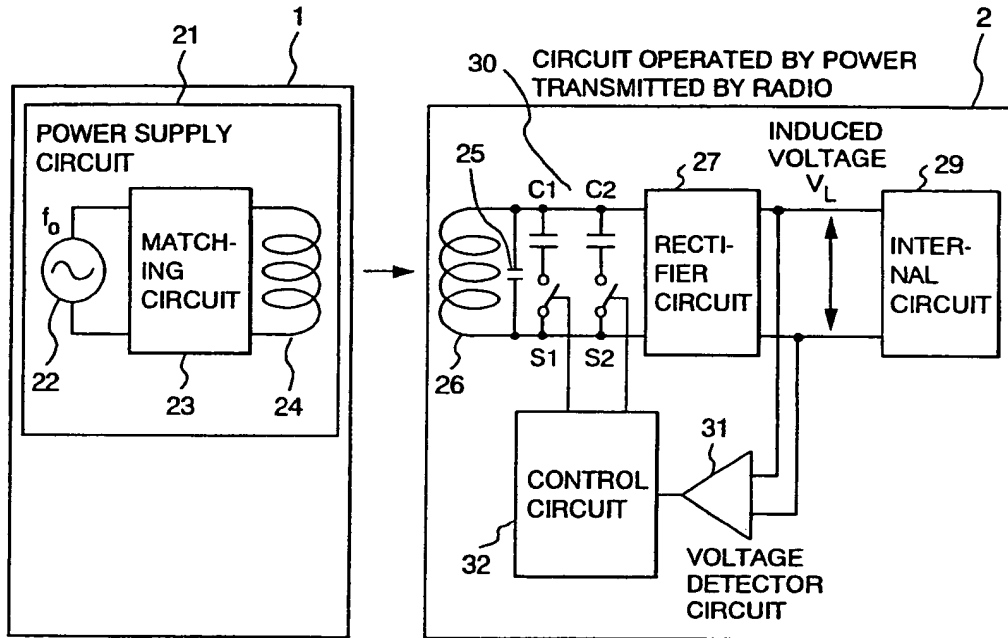 1
2
21
CIRCUIT OPERATED BY POWER
TRANSMITTED BY RADIO
30
POWER SUPPLY
CIRCUIT
INDUCED
VOLTAGE
V_L
25
C1
C2
27
29
f_o
MATCH-
ING
CIRCUIT
RECTI-
FIER
CIRCUIT
INTER-
NAL
CIRCUIT
22
23
24
26
S1
S2
31
CONTROL
CIRCUIT
32
VOLTAGE
DETECTOR
CIRCUIT